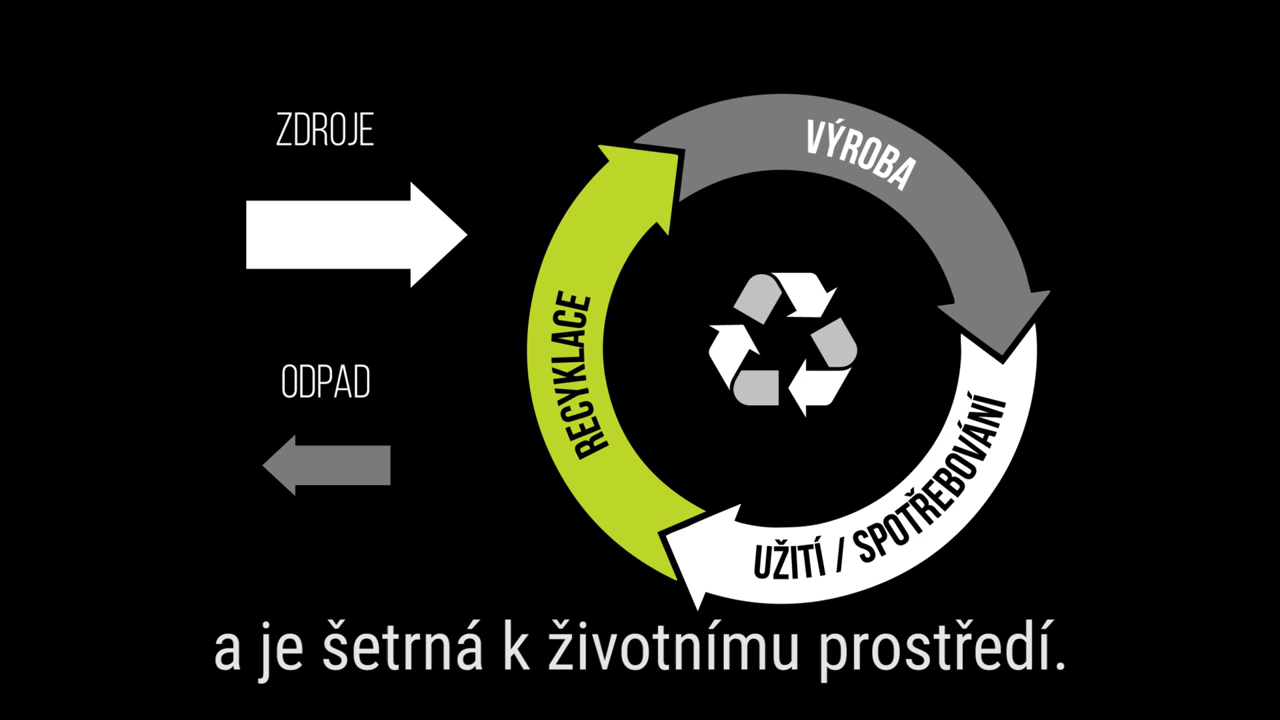 ZDROJE
ODPAD
VÝROBA
UŽITÍ / SPOTŘEBOVÁNÍ
RECYKLACE
a je šetrná k životnímu prostředí.